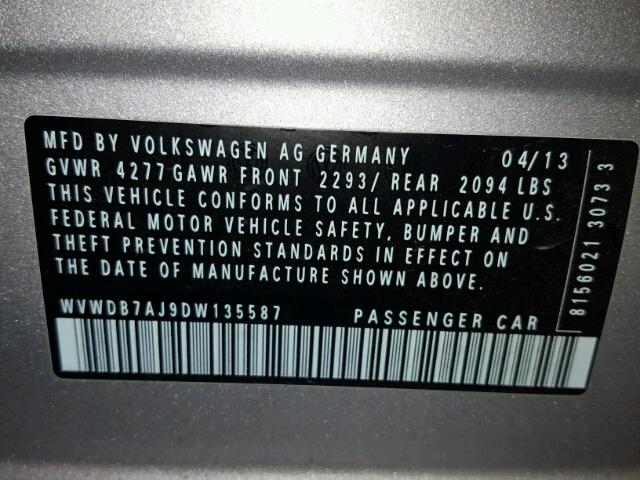 MFD BY VOLKSWAGEN AG GERMANY 04/13
GVWR 4277 GAWR FRONT 2293/ REAR 2094 LBS
THIS VEHICLE CONFORMS TO ALL APPLICABLE U.S.
FEDERAL MOTOR VEHICLE SAFETY, BUMPER AND
THEFT PREVENTION STANDARDS IN EFFECT ON
THE DATE OF MANUFACTURE SHOWN ABOVE.
WVWDB7AJ9DW135587 PASSENGER CAR
8156021 3073 3